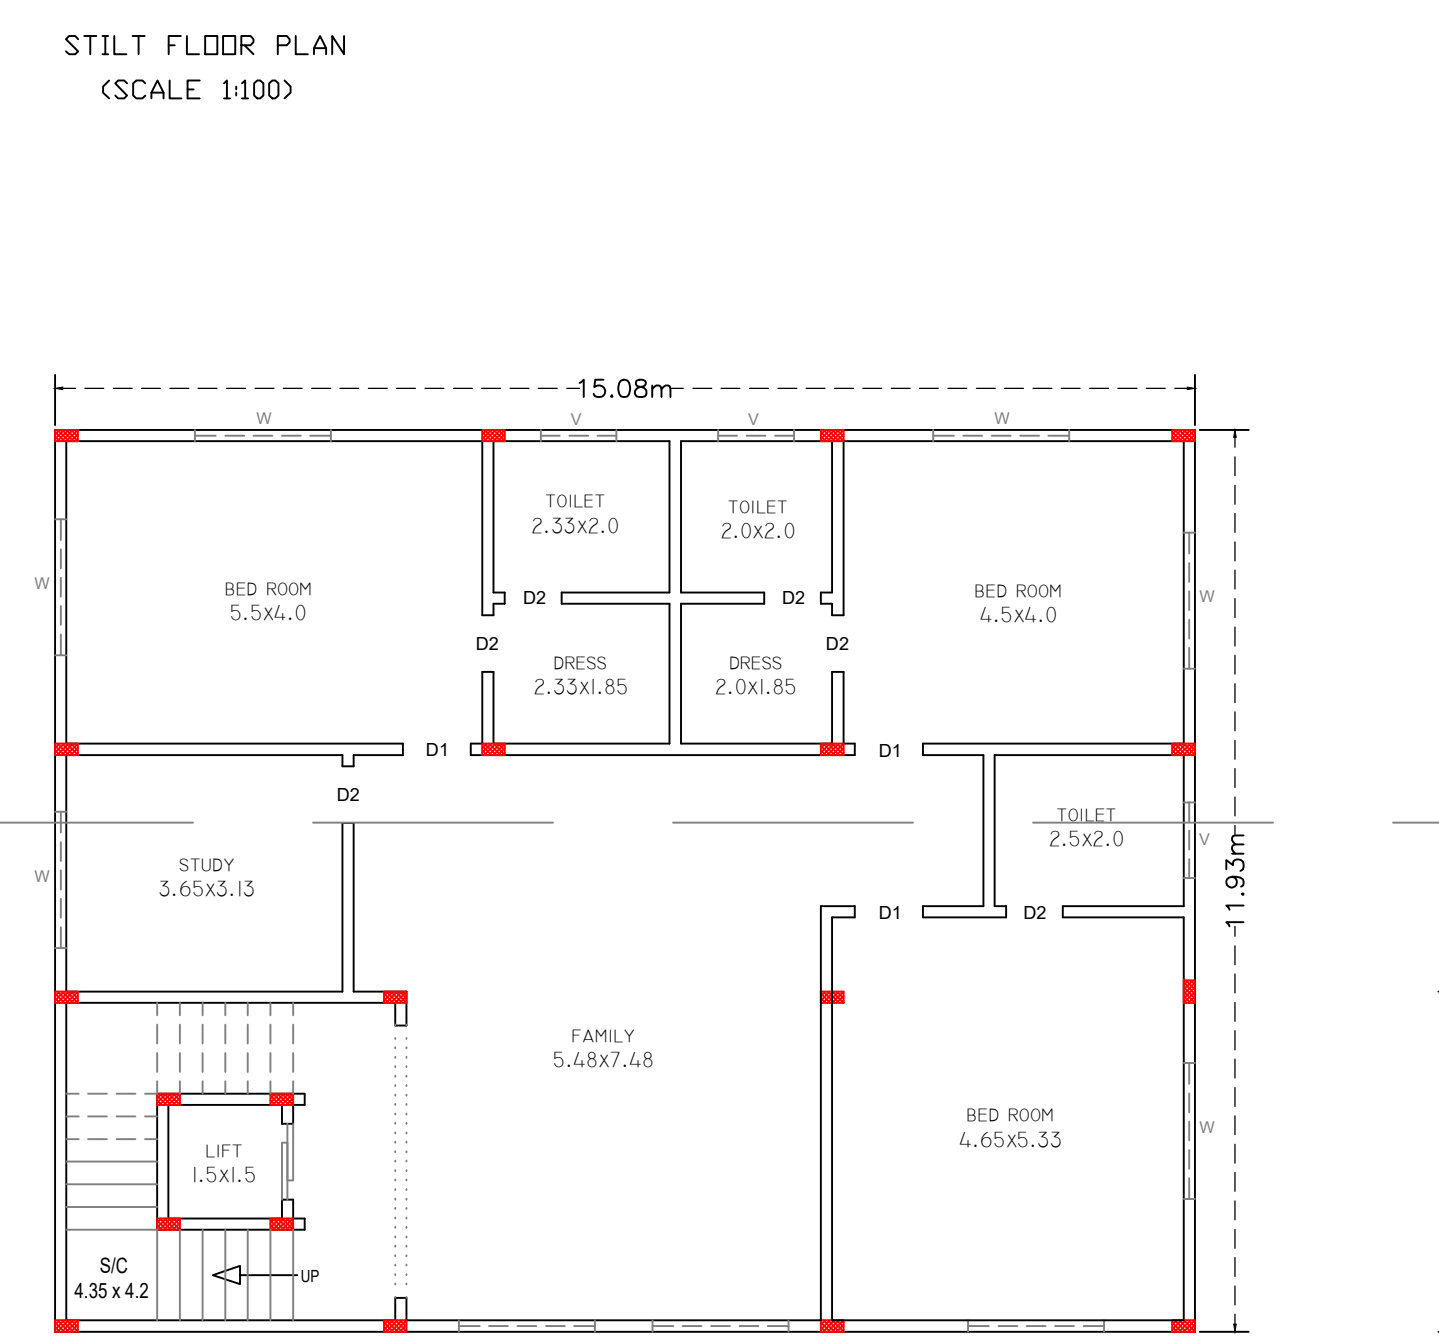 STILT FLOOR PLAN
(SCALE 1:100)
15.08m
W
V
V
W
TOILET
2.33x2.0
TOILET
2.0x2.0
W
BED ROOM
5.5x4.0
BED ROOM
4.5x4.0
W
D2
D2
D2
D2
DRESS
2.33x1.85
DRESS
2.0x1.85
D1
D1
D2
TOILET
2.5x2.0
V
11.93m
W
STUDY
3.65x3.13
D1
D2
FAMILY
5.48x7.48
BED ROOM
4.65x5.33
W
LIFT
1.5x1.5
S/C
4.35 x 4.2
UP